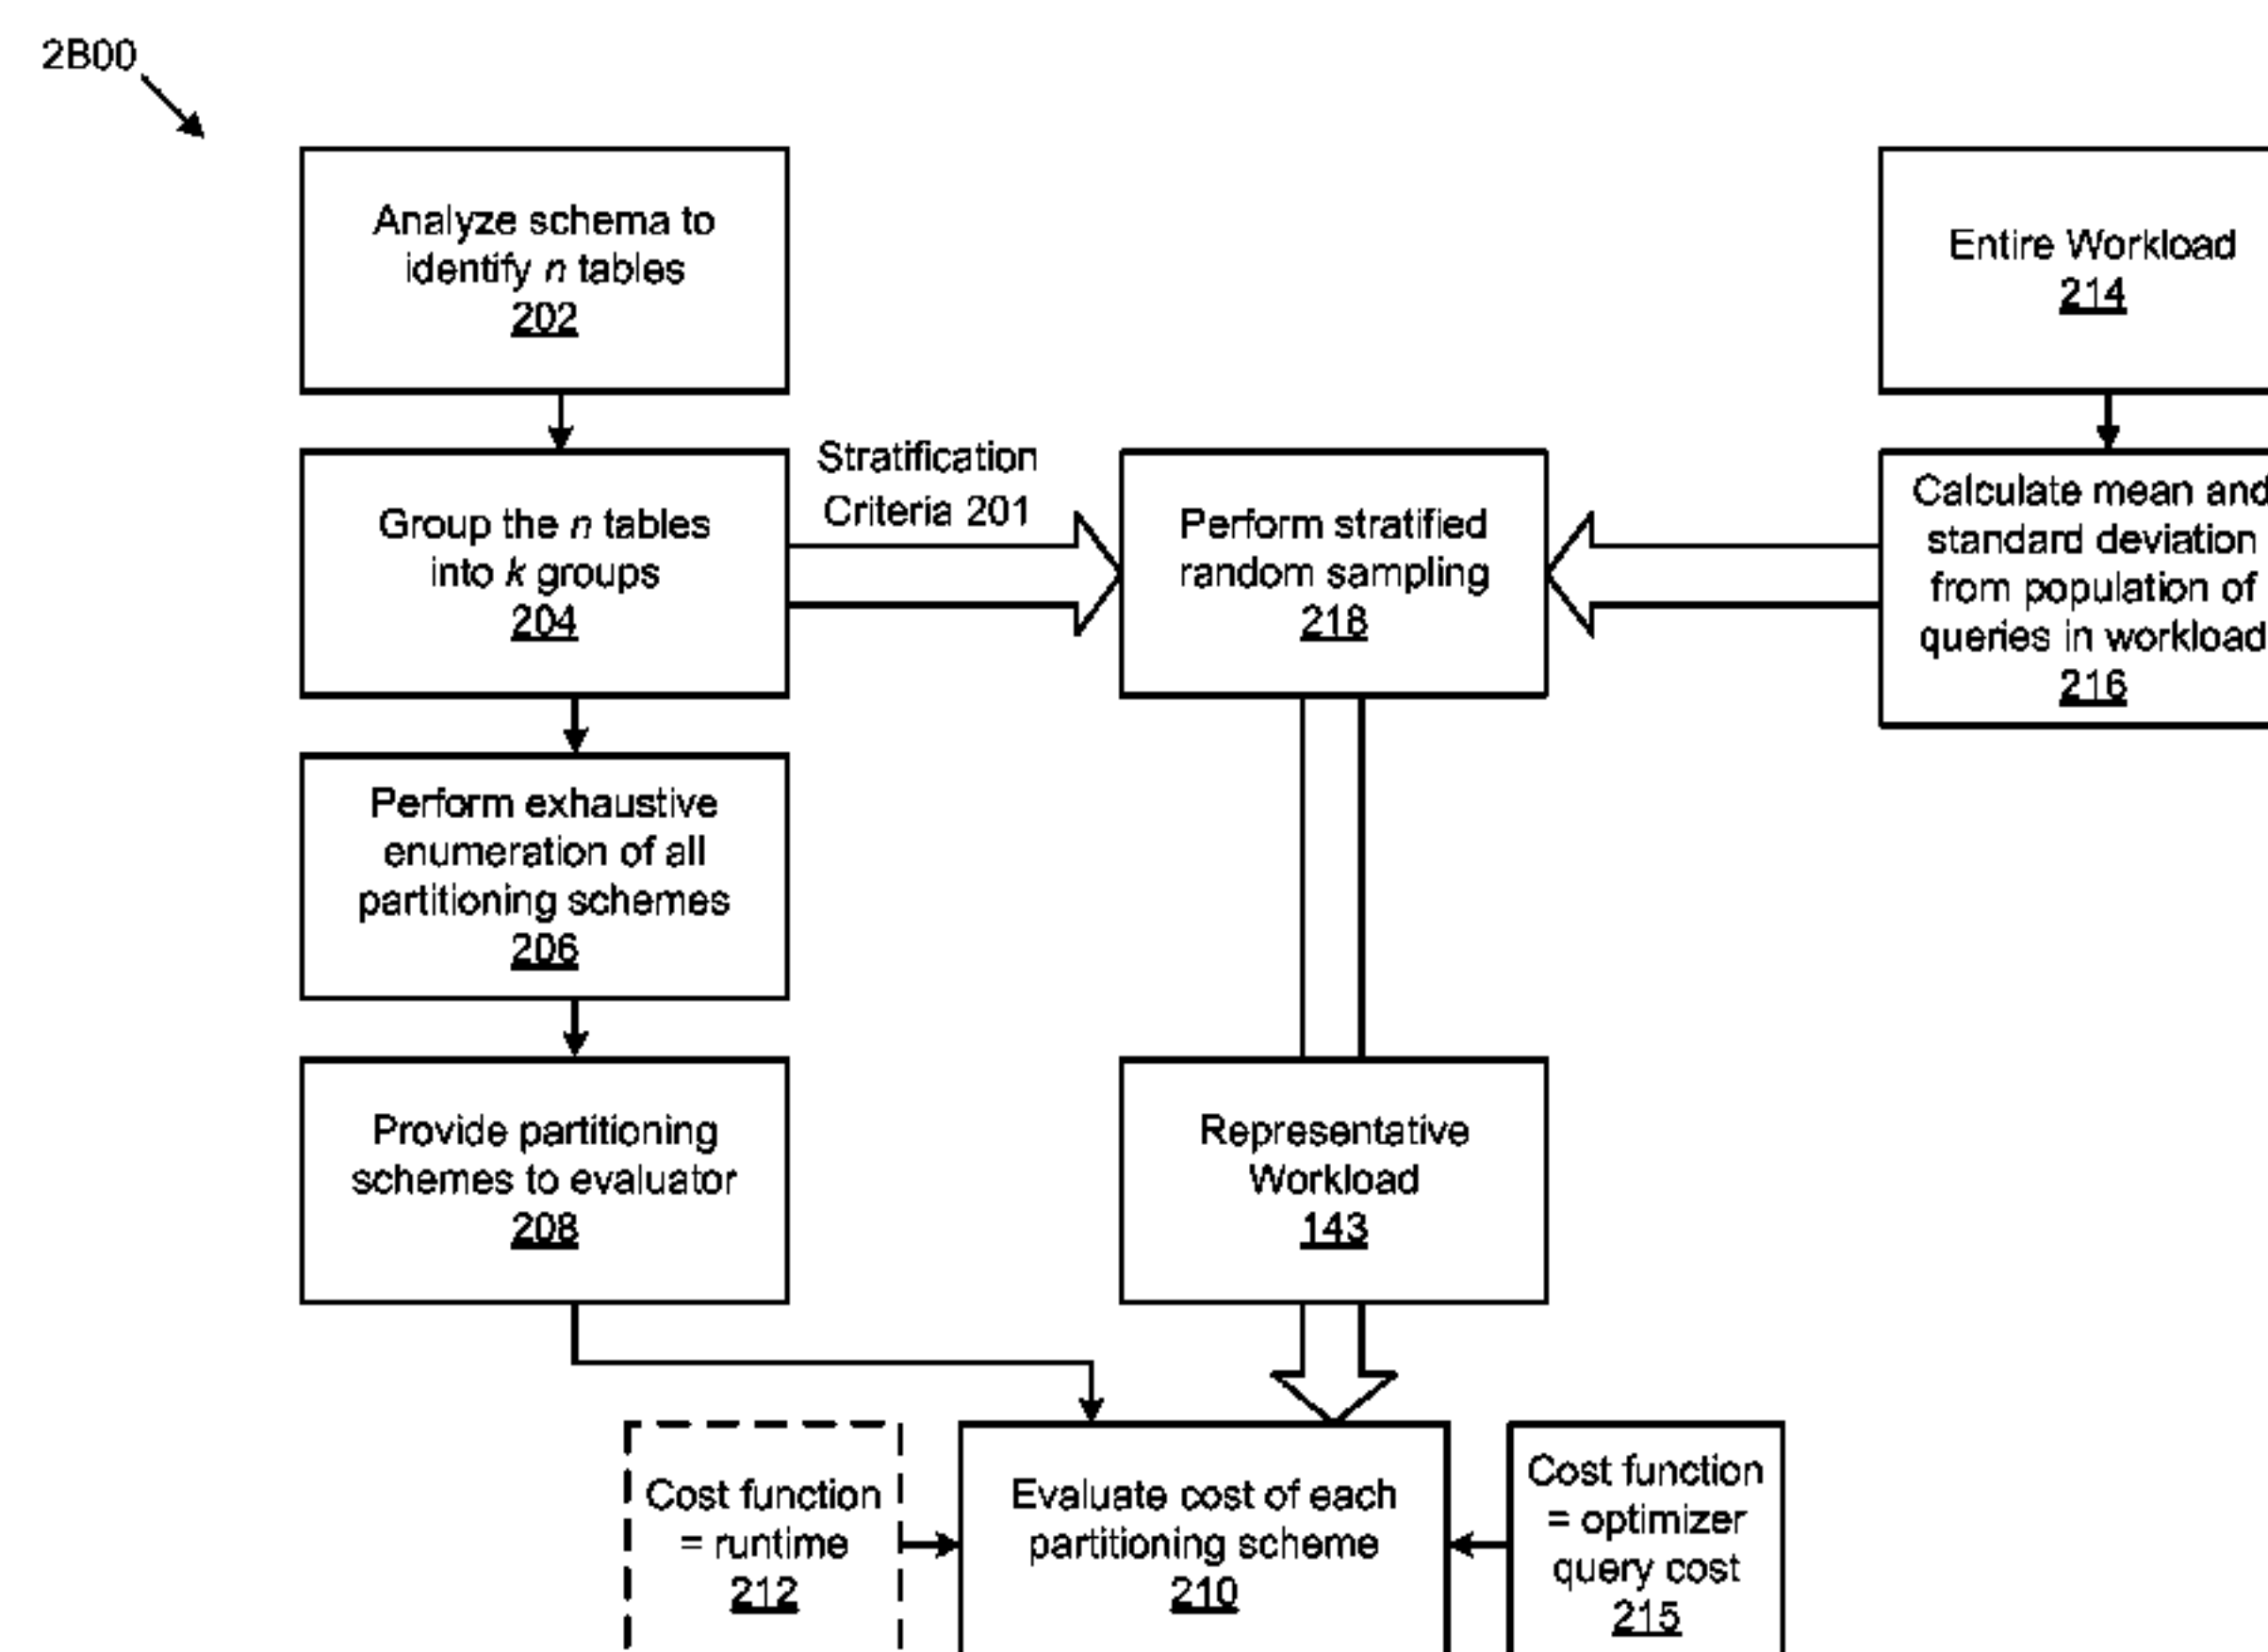 2B00
Analyze schema to
identify n tables
202
Entire Workload
214
Group the n tables
into k groups
204
Stratification
Criteria 201
Perform stratified
random sampling
218
Calculate mean and
standard deviation
from population of
queries in workload
216
Perform exhaustive
enumeration of all
partitioning schemes
206
Provide partitioning
schemes to evaluator
208
Representative
Workload
143
Cost function
= runtime
212
Evaluate cost of each
partitioning scheme
210
Cost function
= optimizer
query cost
215